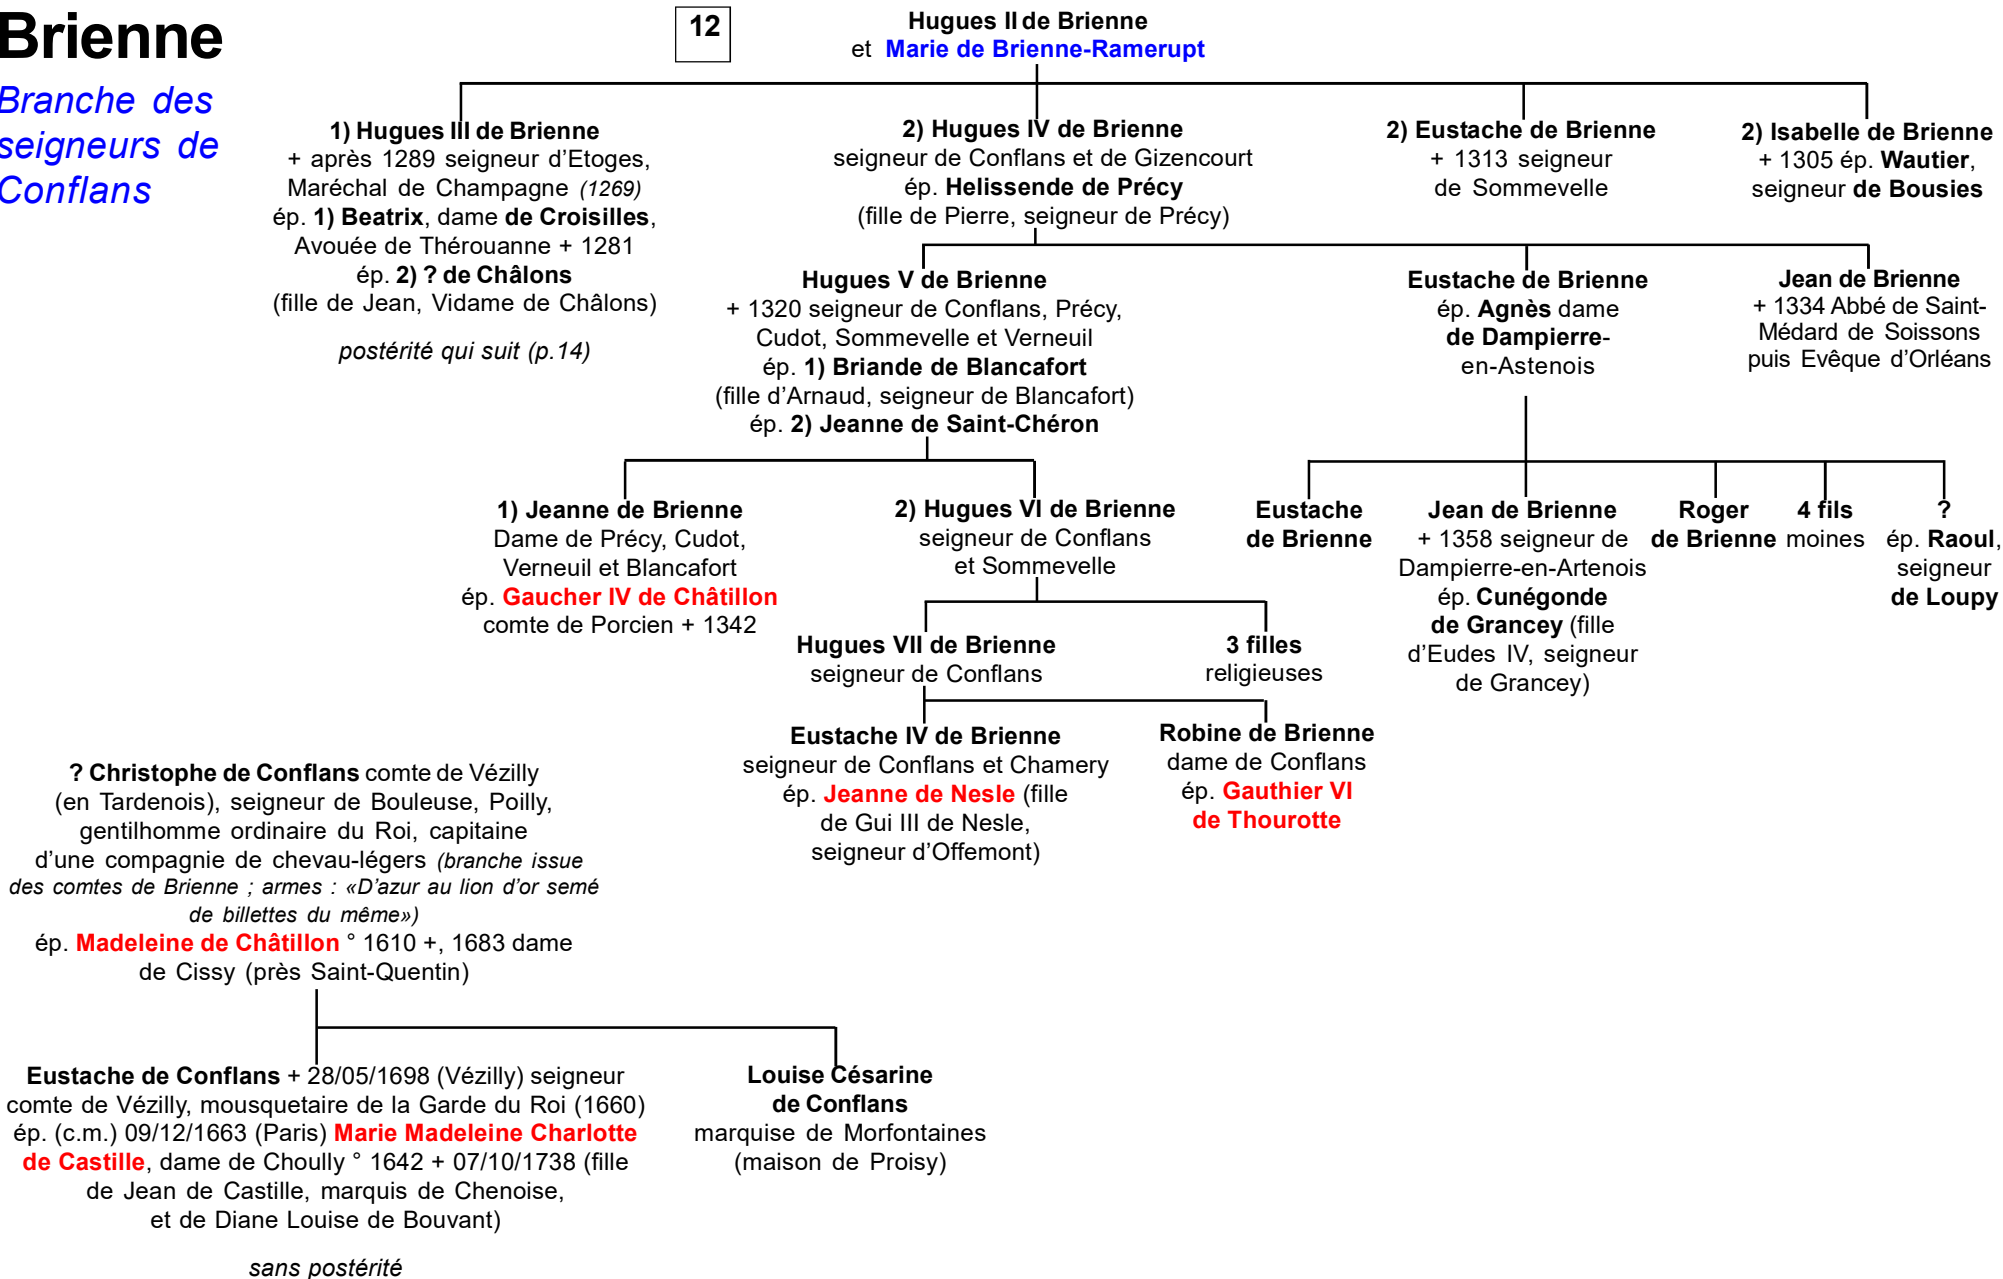 Brienne
Branche des
seigneurs de
Conflans
12
Hugues II de Brienne
et Marie de Brienne-Ramerupt
1) Hugues III de Brienne
+ après 1289 seigneur d'Etoges,
Maréchal de Champagne (1269)
ép. 1) Beatrix, dame de Croisilles,
Avouée de Thérouanne + 1281
ép. 2) ? de Châlons
(fille de Jean, Vidame de Châlons)
postérité qui suit (p.14)
2) Hugues IV de Brienne
seigneur de Conflans et de Gizencourt
ép. Helissende de Précy
(fille de Pierre, seigneur de Précy)
2) Eustache de Brienne
+ 1313 seigneur
de Sommevelle
2) Isabelle de Brienne
+ 1305 ép. Wautier,
seigneur de Bousies
Hugues V de Brienne
+ 1320 seigneur de Conflans, Précy,
Cudot, Sommevelle et Verneuil
ép. 1) Briande de Blancafort
(fille d'Arnaud, seigneur de Blancafort)
ép. 2) Jeanne de Saint-Chéron
Eustache de Brienne
ép. Agnès dame
de Dampierre-
en-Astenois
Jean de Brienne
+ 1334 Abbé de Saint-
Médard de Soissons
puis Evêque d'Orléans
1) Jeanne de Brienne
Dame de Précy, Cudot,
Verneuil et Blancafort
ép. Gaucher IV de Châtillon
comte de Porcien + 1342
2) Hugues VI de Brienne
seigneur de Conflans
et Sommevelle
Eustache
de Brienne
Jean de Brienne
+ 1358 seigneur de
Dampierre-en-Artenois
ép. Cunégonde
de Grancey (fille
d'Eudes IV, seigneur
de Grancey)
Roger
de Brienne
4 fils
moines
?
ép. Raoul,
seigneur
de Loupy
Hugues VII de Brienne
seigneur de Conflans
3 filles
religieuses
Eustache IV de Brienne
seigneur de Conflans et Chamery
ép. Jeanne de Nesle (fille
de Gui III de Nesle,
seigneur d'Offemont)
Robine de Brienne
dame de Conflans
ép. Gauthier VI
de Thourotte
? Christophe de Conflans comte de Vézilly
(en Tardenois), seigneur de Bouleuse, Poilly,
gentilhomme ordinaire du Roi, capitaine
d'une compagnie de chevau-légers (branche issue
des comtes de Brienne ; armes : «D'azur au lion d'or semé
de billettes du même»)
ép. Madeleine de Châtillon ° 1610 +, 1683 dame
de Cissy (près Saint-Quentin)
Eustache de Conflans + 28/05/1698 (Vézilly) seigneur
comte de Vézilly, mousquetaire de la Garde du Roi (1660)
ép. (c.m.) 09/12/1663 (Paris) Marie Madeleine Charlotte
de Castille, dame de Choully ° 1642 + 07/10/1738 (fille
de Jean de Castille, marquis de Chenoise,
et de Diane Louise de Bouvant)
sans postérité
Louise Césarine
de Conflans
marquise de Morfontaines
(maison de Proisy)